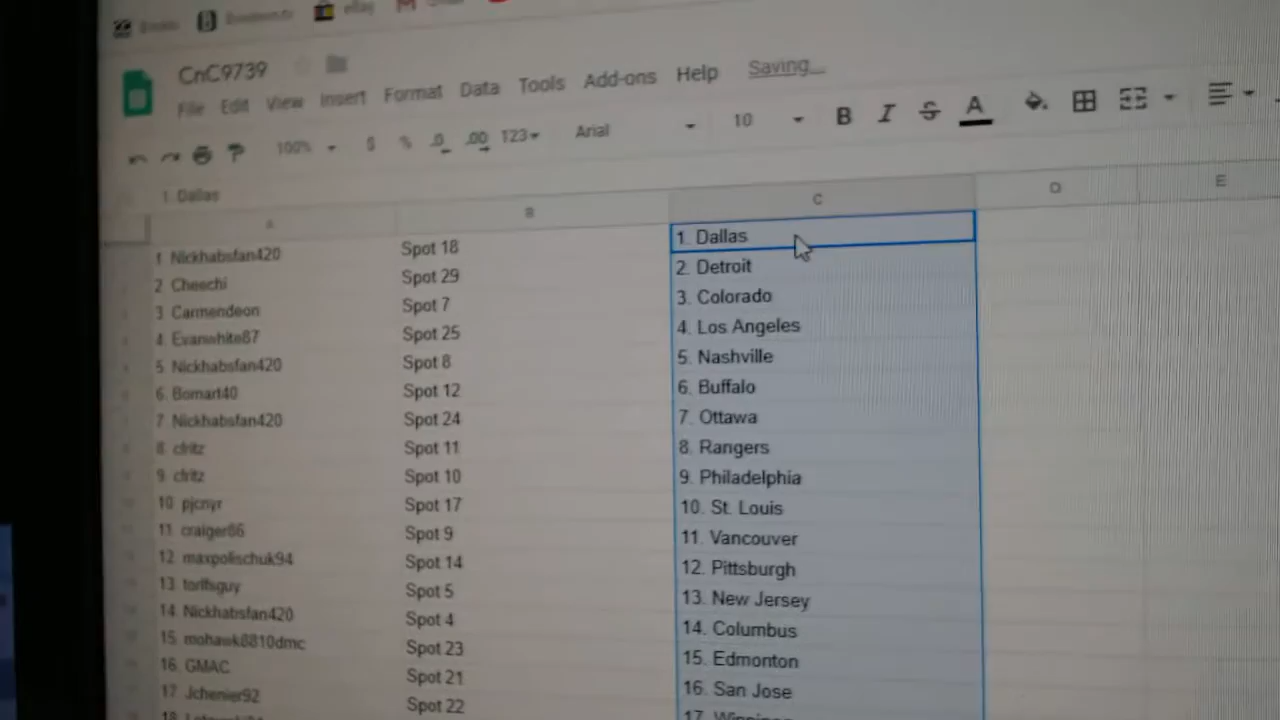 eBay
CnC9739
File Edit View Insert Format Data Tools Add-ons Help Saving...
100% $ % .0 .00 123 Arial 10 B I S A
1. Dallas
A B C D E
1 Nickhabsfan420 Spot 18 1. Dallas
2 Cheechi Spot 29 2. Detroit
3 Carmendeon Spot 7 3. Colorado
4. Evanwhite87 Spot 25 4. Los Angeles
5. Nickhabsfan420 Spot 8 5. Nashville
6. Bomart40 Spot 12 6. Buffalo
7. Nickhabsfan420 Spot 24 7. Ottawa
8 cfritz Spot 11 8. Rangers
9. cfritz Spot 10 9. Philadelphia
10. pjcnyr Spot 17 10. St. Louis
11. craiger86 Spot 9 11. Vancouver
12. maxpolischuk94 Spot 14 12. Pittsburgh
13. Spot 5 13. New Jersey
14. Nickhabsfan420 Spot 4 14. Columbus
15. mohawk8810dmc Spot 23 15. Edmonton
16. GMAC Spot 21 16. San Jose
17. Jchenier92 Spot 22 17. Winnipeg
18.